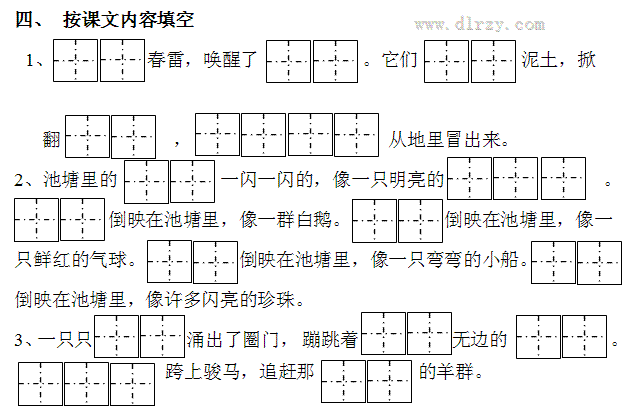 四、 按课文内容填空
www.dlrzy.com
1、春雷，唤醒了 。它们 泥土，掀
翻 ， 从地里冒出来。
2、池塘里的 一闪一闪的，像一只明亮的 。
倒映在池塘里，像一群白鹅。 倒映在池塘里，像一
只鲜红的气球。 倒映在池塘里，像一只弯弯的小船。
倒映在池塘里，像许多闪亮的珍珠。
3、一只只 涌出了圈门， 蹦跳着 无边的 。
跨上骏马，追赶那 的羊群。